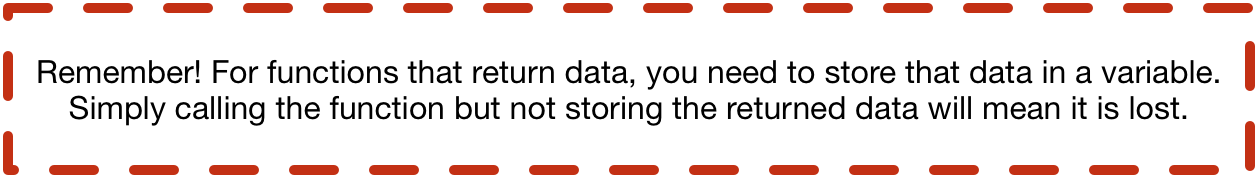 Remember! For functions that return data, you need to store that data in a variable.
Simply calling the function but not storing the returned data will mean it is lost.